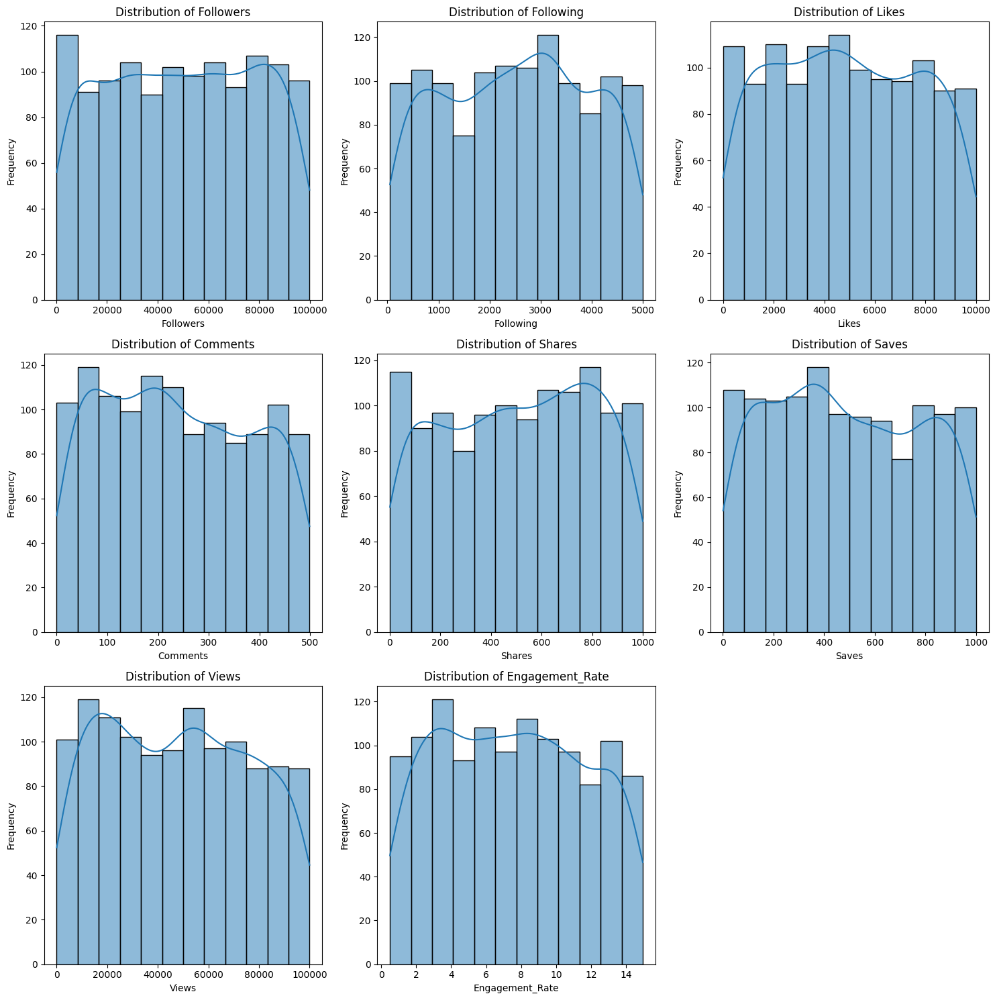 Distribution of Followers
120
100
80
60
40
20
0
Frequency
0 20000 40000 60000 80000 100000
Followers
Distribution of Following
120
100
80
60
40
20
0
Frequency
0 1000 2000 3000 4000 5000
Following
Distribution of Likes
100
80
60
40
20
0
Frequency
0 2000 4000 6000 8000 10000
Likes
Distribution of Comments
120
100
80
60
40
20
0
Frequency
0 100 200 300 400 500
Comments
Distribution of Shares
120
100
80
60
40
20
0
Frequency
0 200 400 600 800 1000
Shares
Distribution of Saves
120
100
80
60
40
20
0
Frequency
0 200 400 600 800 1000
Saves
Distribution of Views
120
100
80
60
40
20
0
Frequency
0 20000 40000 60000 80000 100000
Views
Distribution of Engagement_Rate
120
100
80
60
40
20
0
Frequency
0 2 4 6 8 10 12 14
Engagement_Rate